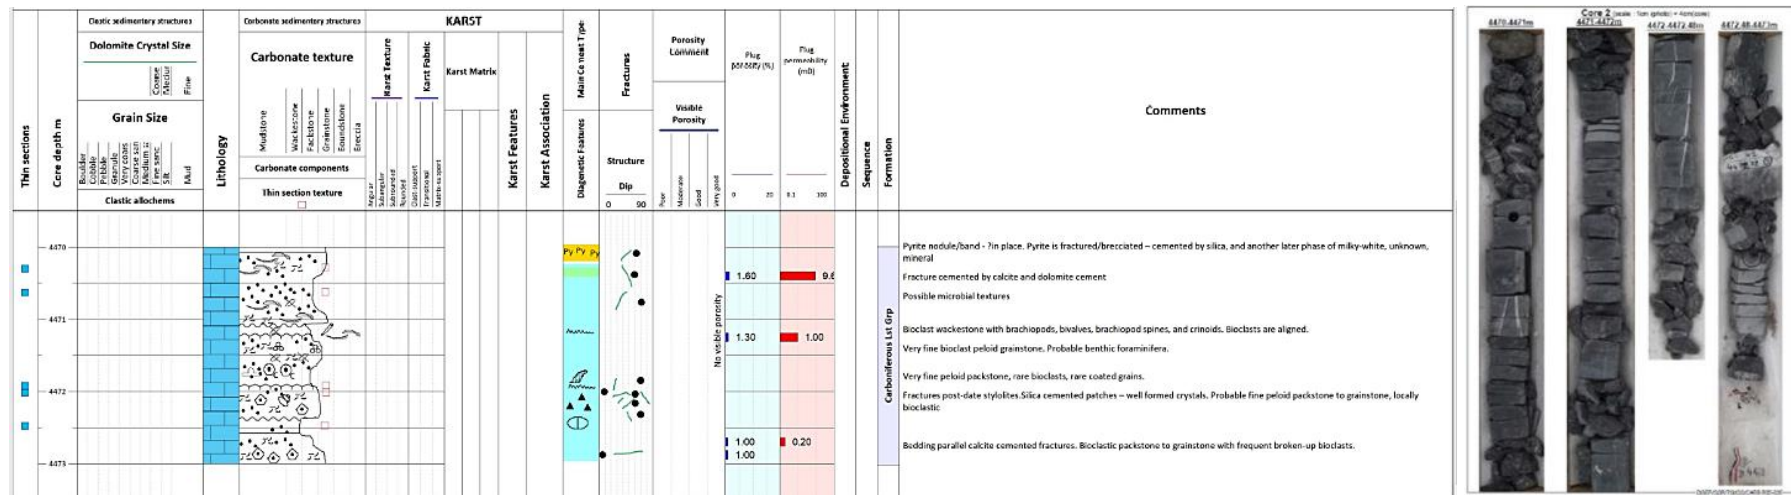 Clastic sedimentary structures
Dolomite Crystal Size
Coarse
Medium
Fine
Grain Size
Boulder
Cobble
Pebble
Granule
Very coars
Coarse san
Medium s
Fine sanc
Silt
Mud
Clastic allochems
Thin sections
Core depth m
Lithology
Carbonate sedimentary structures
Carbonate texture
Mudstone
Wackestone
Packstone
Grainstone
Boundstone
Breccia
Carbonate components
Thin section texture
KARST
Karst Texture
Karst Fabric
Karst Matrix
Angular
Subangular
Subrounded
Rounded
Clast-support
Transitional
Matrix-support
Karst Features
Karst Association
Main Cement Type
Diagenetic Features
Fractures
Structure
Dip
0 90
Porosity
Comment
Visible
Porosity
Poor
Moderate
Good
Very good
Plug
porosity (%)
0 20
Plug
permeability
(mD)
0.1 100
Depositional Environment
Sequence
Formation
Comments
4470
4471
4472
4473
Py Py Py
No visible porosity
1.60
9.6
1.30
1.00
1.00
0.20
1.00
Carboniferous Lst Grp
Pyrite nodule/band - ?in place. Pyrite is fractured/brecciated – cemented by silica, and another later phase of milky-white, unknown,
mineral
Fracture cemented by calcite and dolomite cement
Possible microbial textures
Bioclast wackestone with brachiopods, bivalves, brachiopod spines, and crinoids. Bioclasts are aligned.
Very fine bioclast peloid grainstone. Probable benthic foraminifera.
Very fine peloid packstone, rare bioclasts, rare coated grains.
Fractures post-date stylolites.Silica cemented patches – well formed crystals. Probable fine peloid packstone to grainstone, locally
bioclastic
Bedding parallel calcite cemented fractures. Bioclastic packstone to grainstone with frequent broken-up bioclasts.
Core 2 (scale : 1cm (photo) = 4cm(core)
4470-4471m
4471-4472m
4472-4472.48m
4472.48-4473m